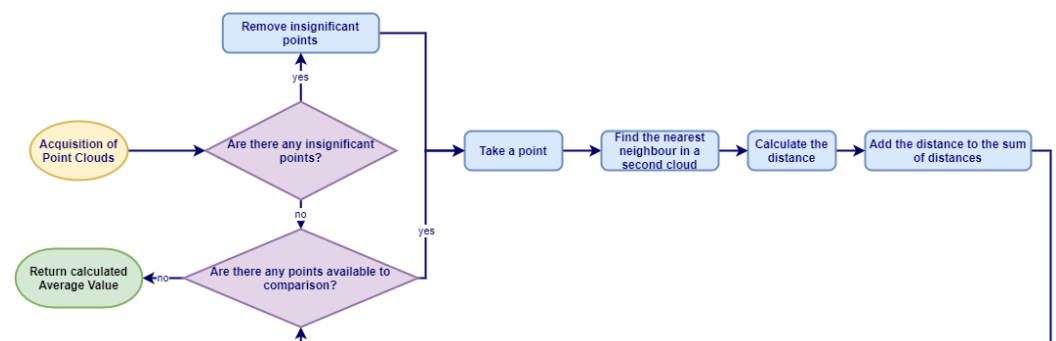 Remove insignificant
points
yes
Acquisition of
Point Clouds
Are there any insignificant
points?
Take a point
Find the nearest
neighbour in a
second cloud
Calculate the
distance
Add the distance to the sum
of distances
no
yes
Return calculated
Average Value
no
Are there any points available to
comparison?